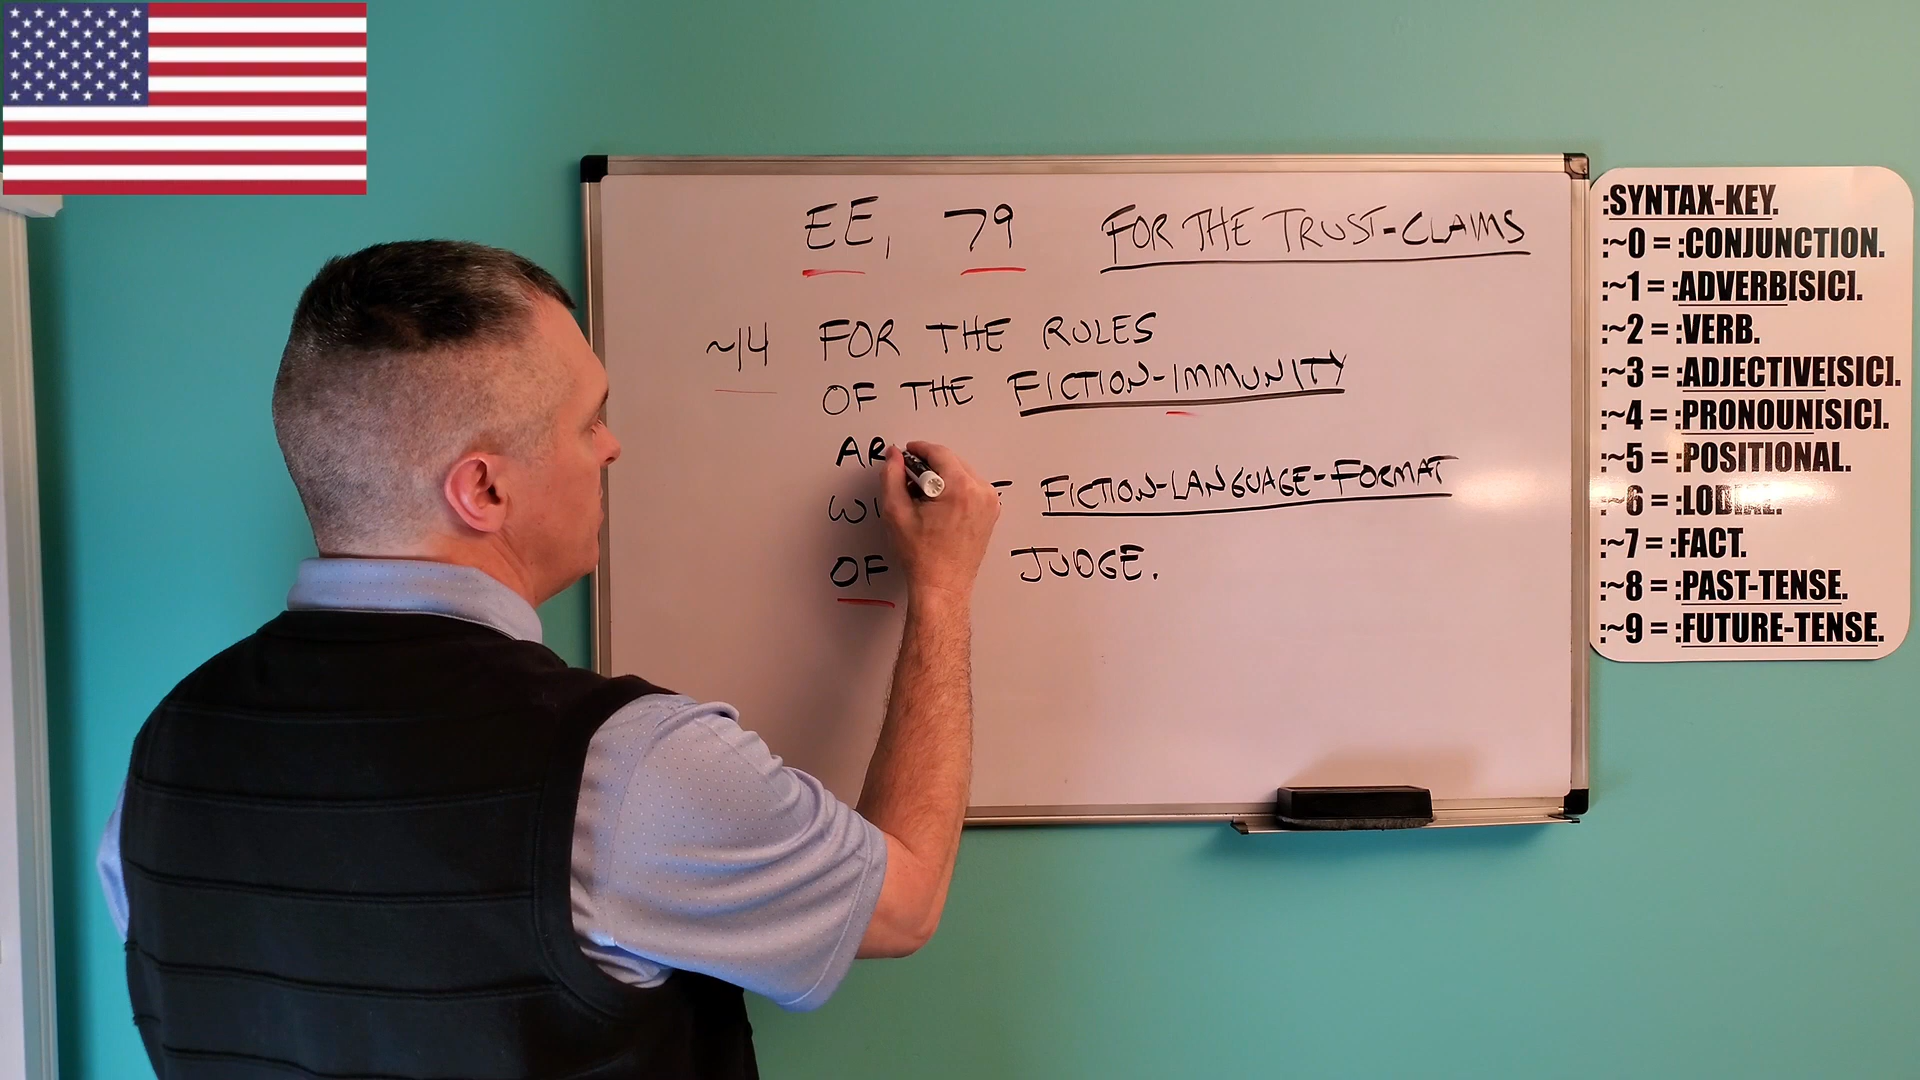 EE, 79 FOR THE TRUST-CLAIMS
~14 FOR THE RULES
OF THE FICTION-IMMUNITY
AR
FICTION-LANGUAGE-FORMAT
OF JUDGE.
:SYNTAX-KEY.
:~0 = :CONJUNCTION.
:~1 = :ADVERB[SIC].
:~2 = :VERB.
:~3 = :ADJECTIVE[SIC].
:~4 = :PRONOUN[SIC].
:~5 = :POSITIONAL.
:~6 = :LODIAL.
:~7 = :FACT.
:~8 = :PAST-TENSE.
:~9 = :FUTURE-TENSE.